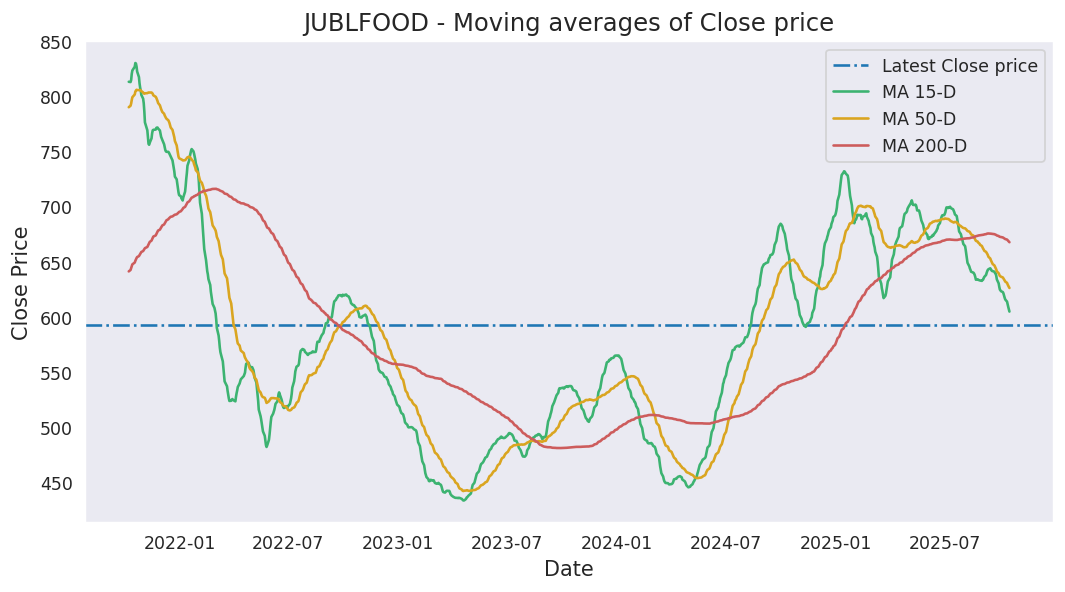 JUBLFOOD - Moving averages of Close price
Latest Close price
MA 15-D
MA 50-D
MA 200-D
Close Price
850
800
750
700
650
600
550
500
450
2022-01 2022-07 2023-01 2023-07 2024-01 2024-07 2025-01 2025-07
Date